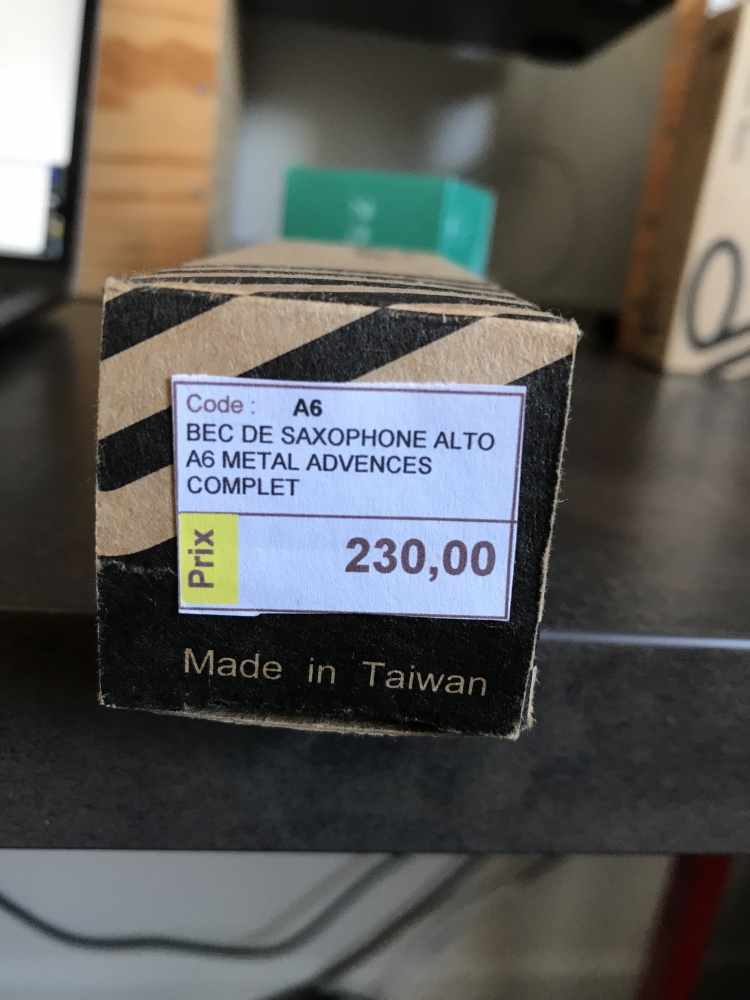 Code : A6
BEC DE SAXOPHONE ALTO
A6 METAL ADVENCES
COMPLET
Prix
230,00
Made in Taiwan